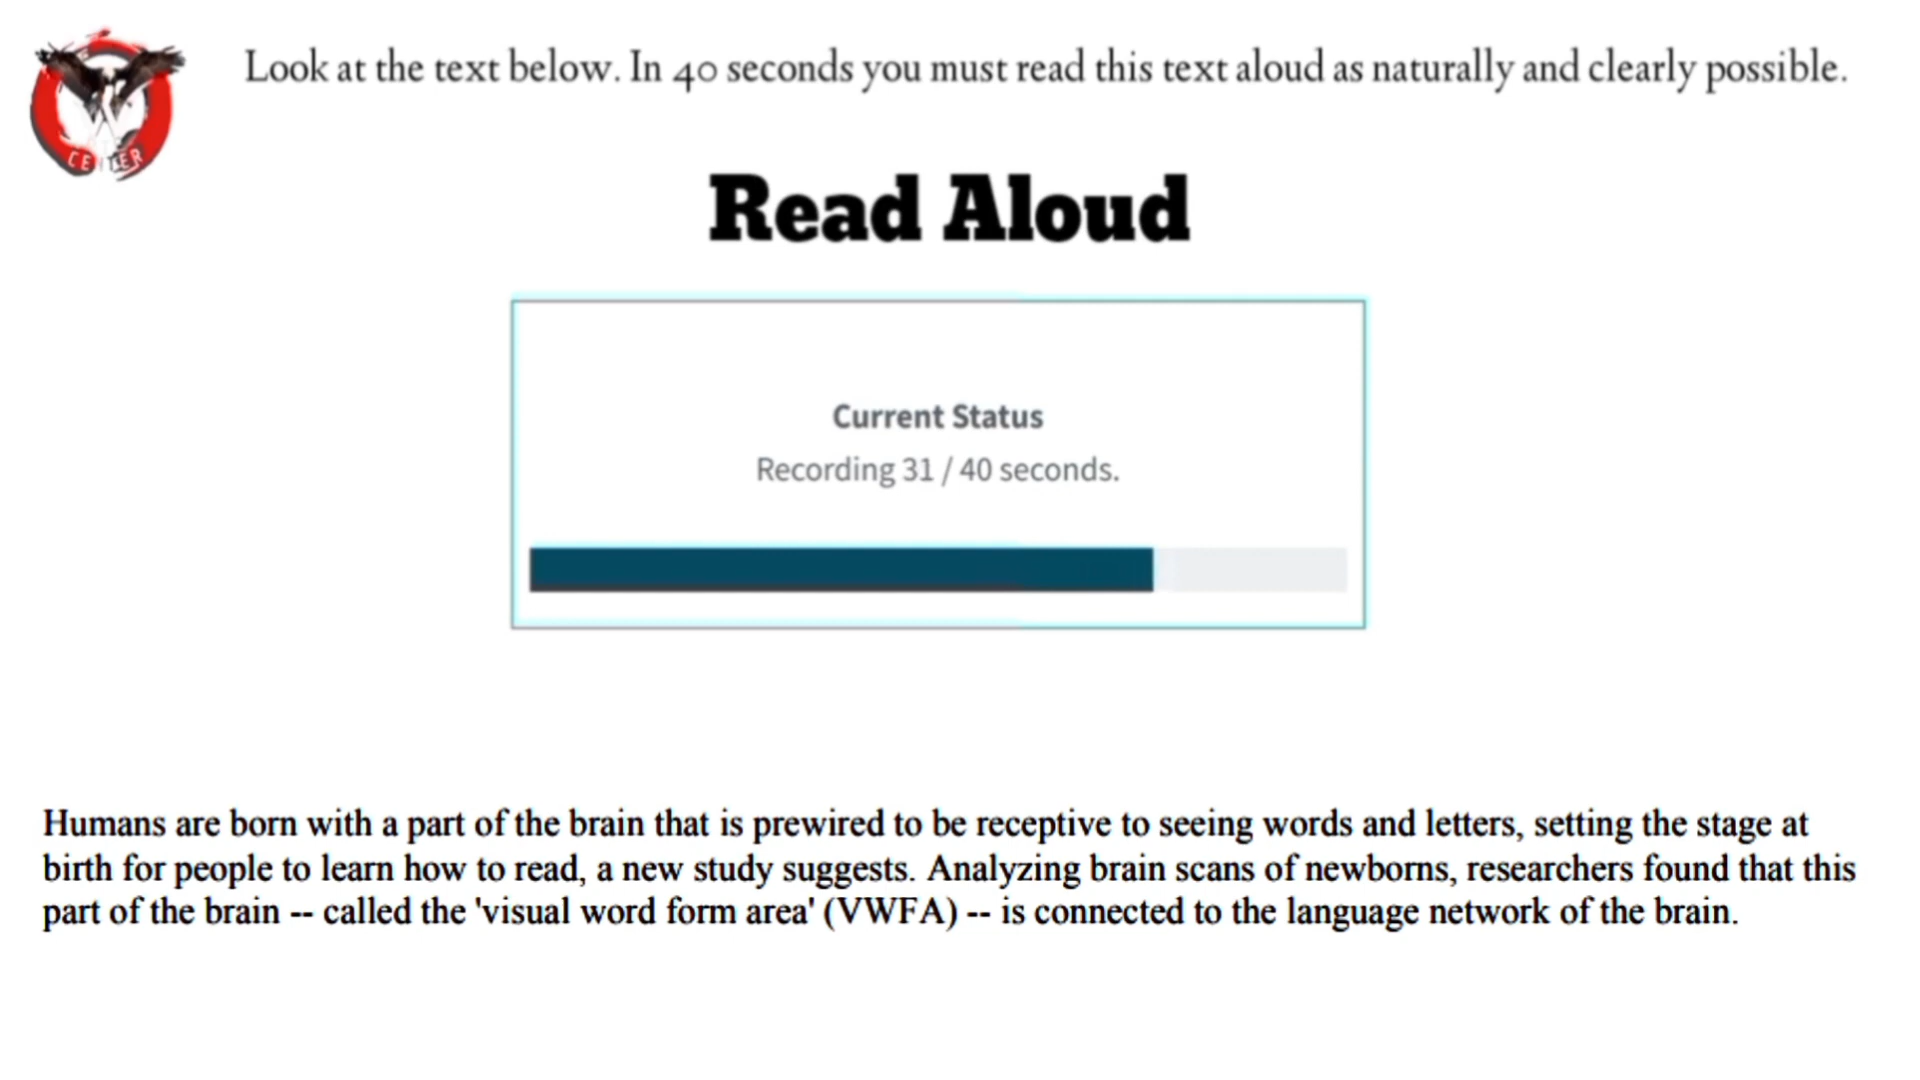 Look at the text below. In 40 seconds you must read this text aloud as naturally and clearly possible.
CENTER
Read Aloud
Current Status
Recording 31 / 40 seconds.
Humans are born with a part of the brain that is prewired to be receptive to seeing words and letters, setting the stage at
birth for people to learn how to read, a new study suggests. Analyzing brain scans of newborns, researchers found that this
part of the brain -- called the 'visual word form area' (VWFA) -- is connected to the language network of the brain.